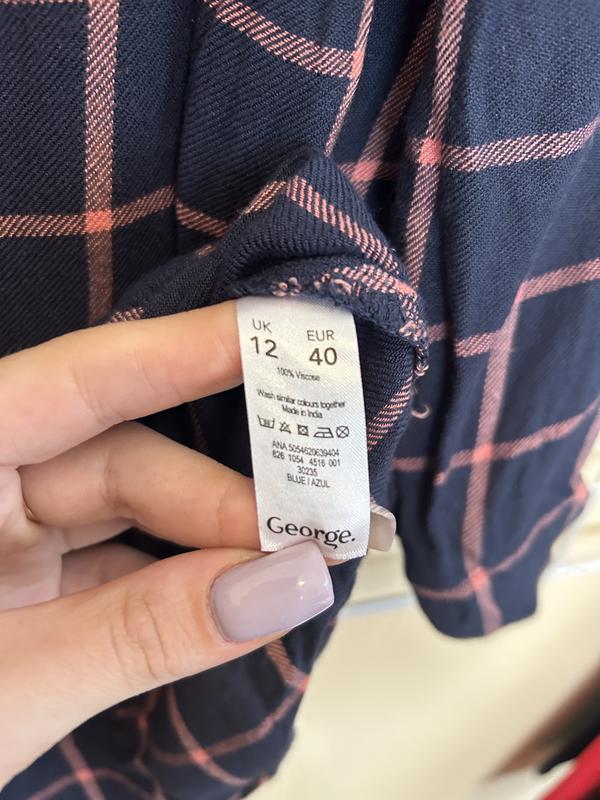 UK EUR
12 40
100% Viscose
Wash similar colours together
Made in India
ANA 5054620639404
826 1054 4516 001
30235
BLUE / AZUL
George.